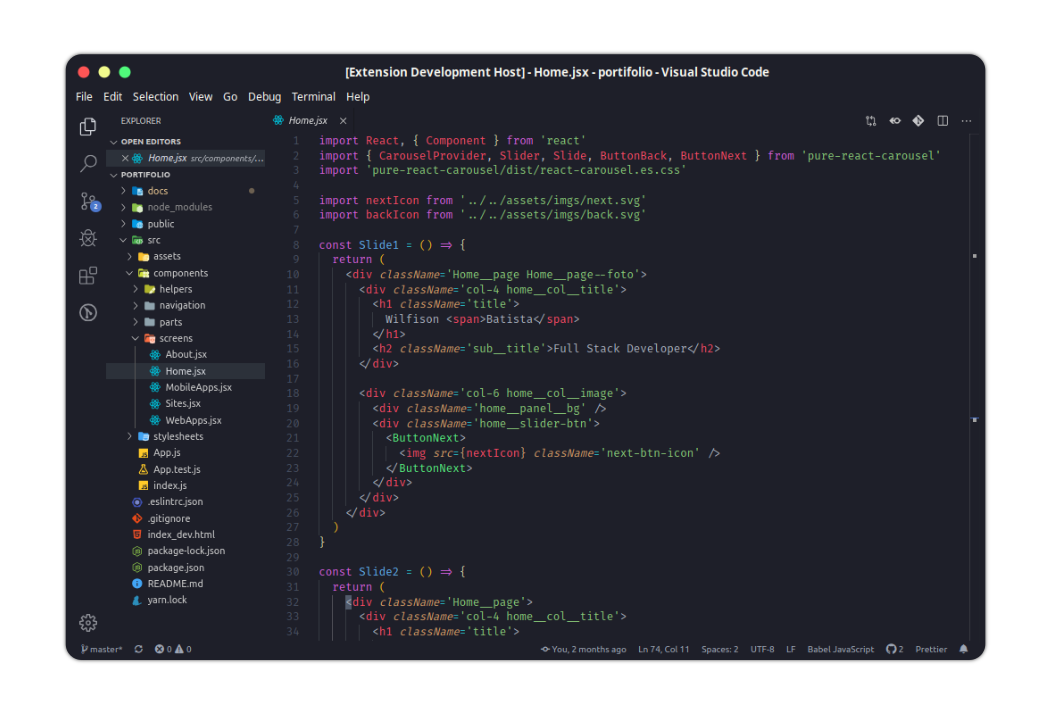 [Extension Development Host] - Home.jsx - portifolio - Visual Studio Code
File Edit Selection View Go Debug Terminal Help
EXPLORER
OPEN EDITORS
Home.jsx src/components/...
PORTIFOLIO
docs
node_modules
public
src
assets
components
helpers
navigation
parts
screens
About.jsx
Home.jsx
MobileApps.jsx
Sites.jsx
WebApps.jsx
stylesheets
App.js
App.test.js
index.js
.eslintrc.json
.gitignore
index_dev.html
package-lock.json
package.json
README.md
yarn.lock
2
Home.jsx
1 import React, { Component } from 'react'
2 import { CarouselProvider, Slider, Slide, ButtonBack, ButtonNext } from 'pure-react-carousel'
3 import 'pure-react-carousel/dist/react-carousel.es.css'
4
5 import nextIcon from '../../assets/imgs/next.svg'
6 import backIcon from '../../assets/imgs/back.svg'
7
8 const Slide1 = () => {
9 return (
10 <div className='Home__page Home__page--foto'>
11 <div className='col-4 home__col__title'>
12 <h1 className='title'>
13 Wilfison <span>Batista</span>
14 </h1>
15 <h2 className='sub__title'>Full Stack Developer</h2>
16 </div>
17
18 <div className='col-6 home__col__image'>
19 <div className='home__panel__bg' />
20 <div className='home__slider-btn'>
21 <ButtonNext>
22 <img src={nextIcon} className='next-btn-icon' />
23 </ButtonNext>
24 </div>
25 </div>
26 </div>
27 )
28 }
29
30 const Slide2 = () => {
31 return (
32 <div className='Home__page'>
33 <div className='col-4 home__col__title'>
34 <h1 className='title'>
master* 0 0 You, 2 months ago Ln 74, Col 11 Spaces: 2 UTF-8 LF Babel JavaScript 2 Prettier